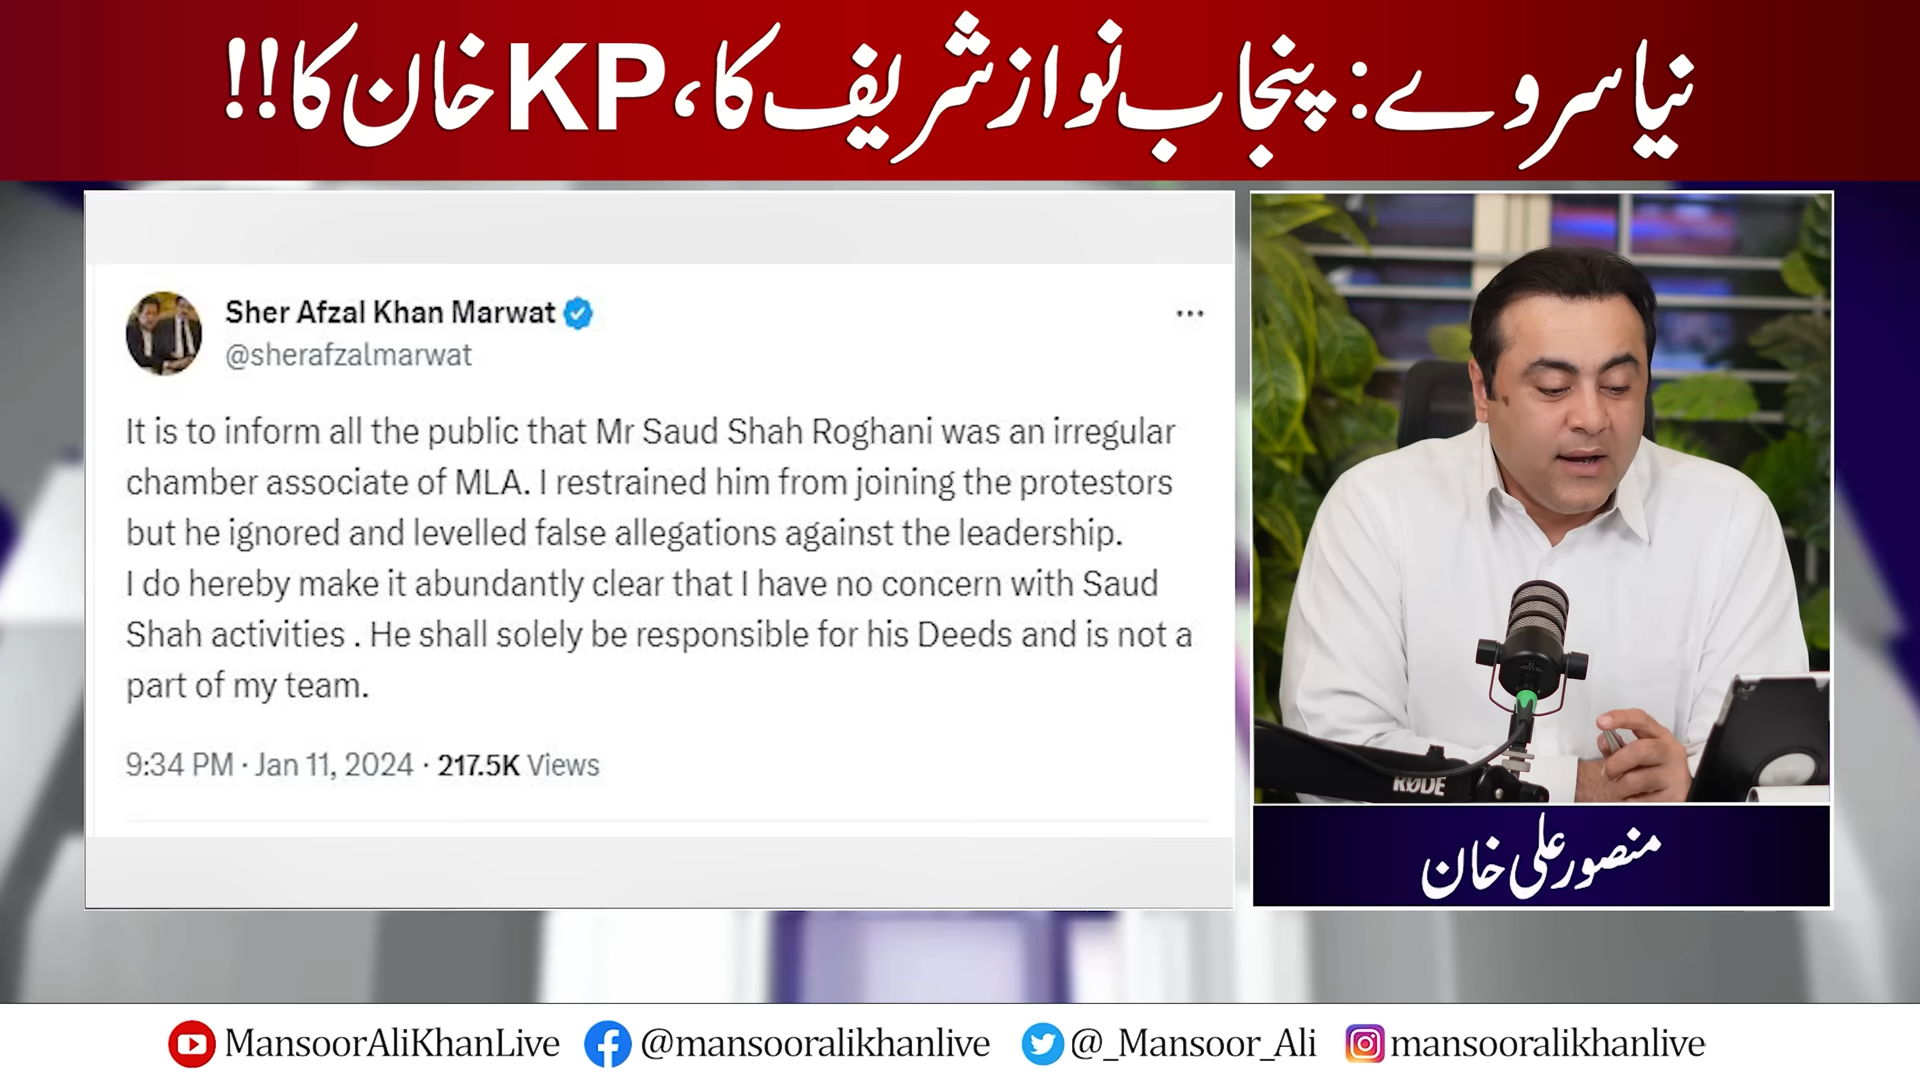 نیا سروے: پنجاب نواز شریف کا، KP خان کا!!
Sher Afzal Khan Marwat
@sherafzalmarwat
It is to inform all the public that Mr Saud Shah Roghani was an irregular
chamber associate of MLA. I restrained him from joining the protestors
but he ignored and levelled false allegations against the leadership.
I do hereby make it abundantly clear that I have no concern with Saud
Shah activities . He shall solely be responsible for his Deeds and is not a
part of my team.
9:34 PM · Jan 11, 2024 · 217.5K Views
RØDE
منصور علی خان
MansoorAliKhanLive @mansooralikhanlive @_Mansoor_Ali mansooralikhanlive